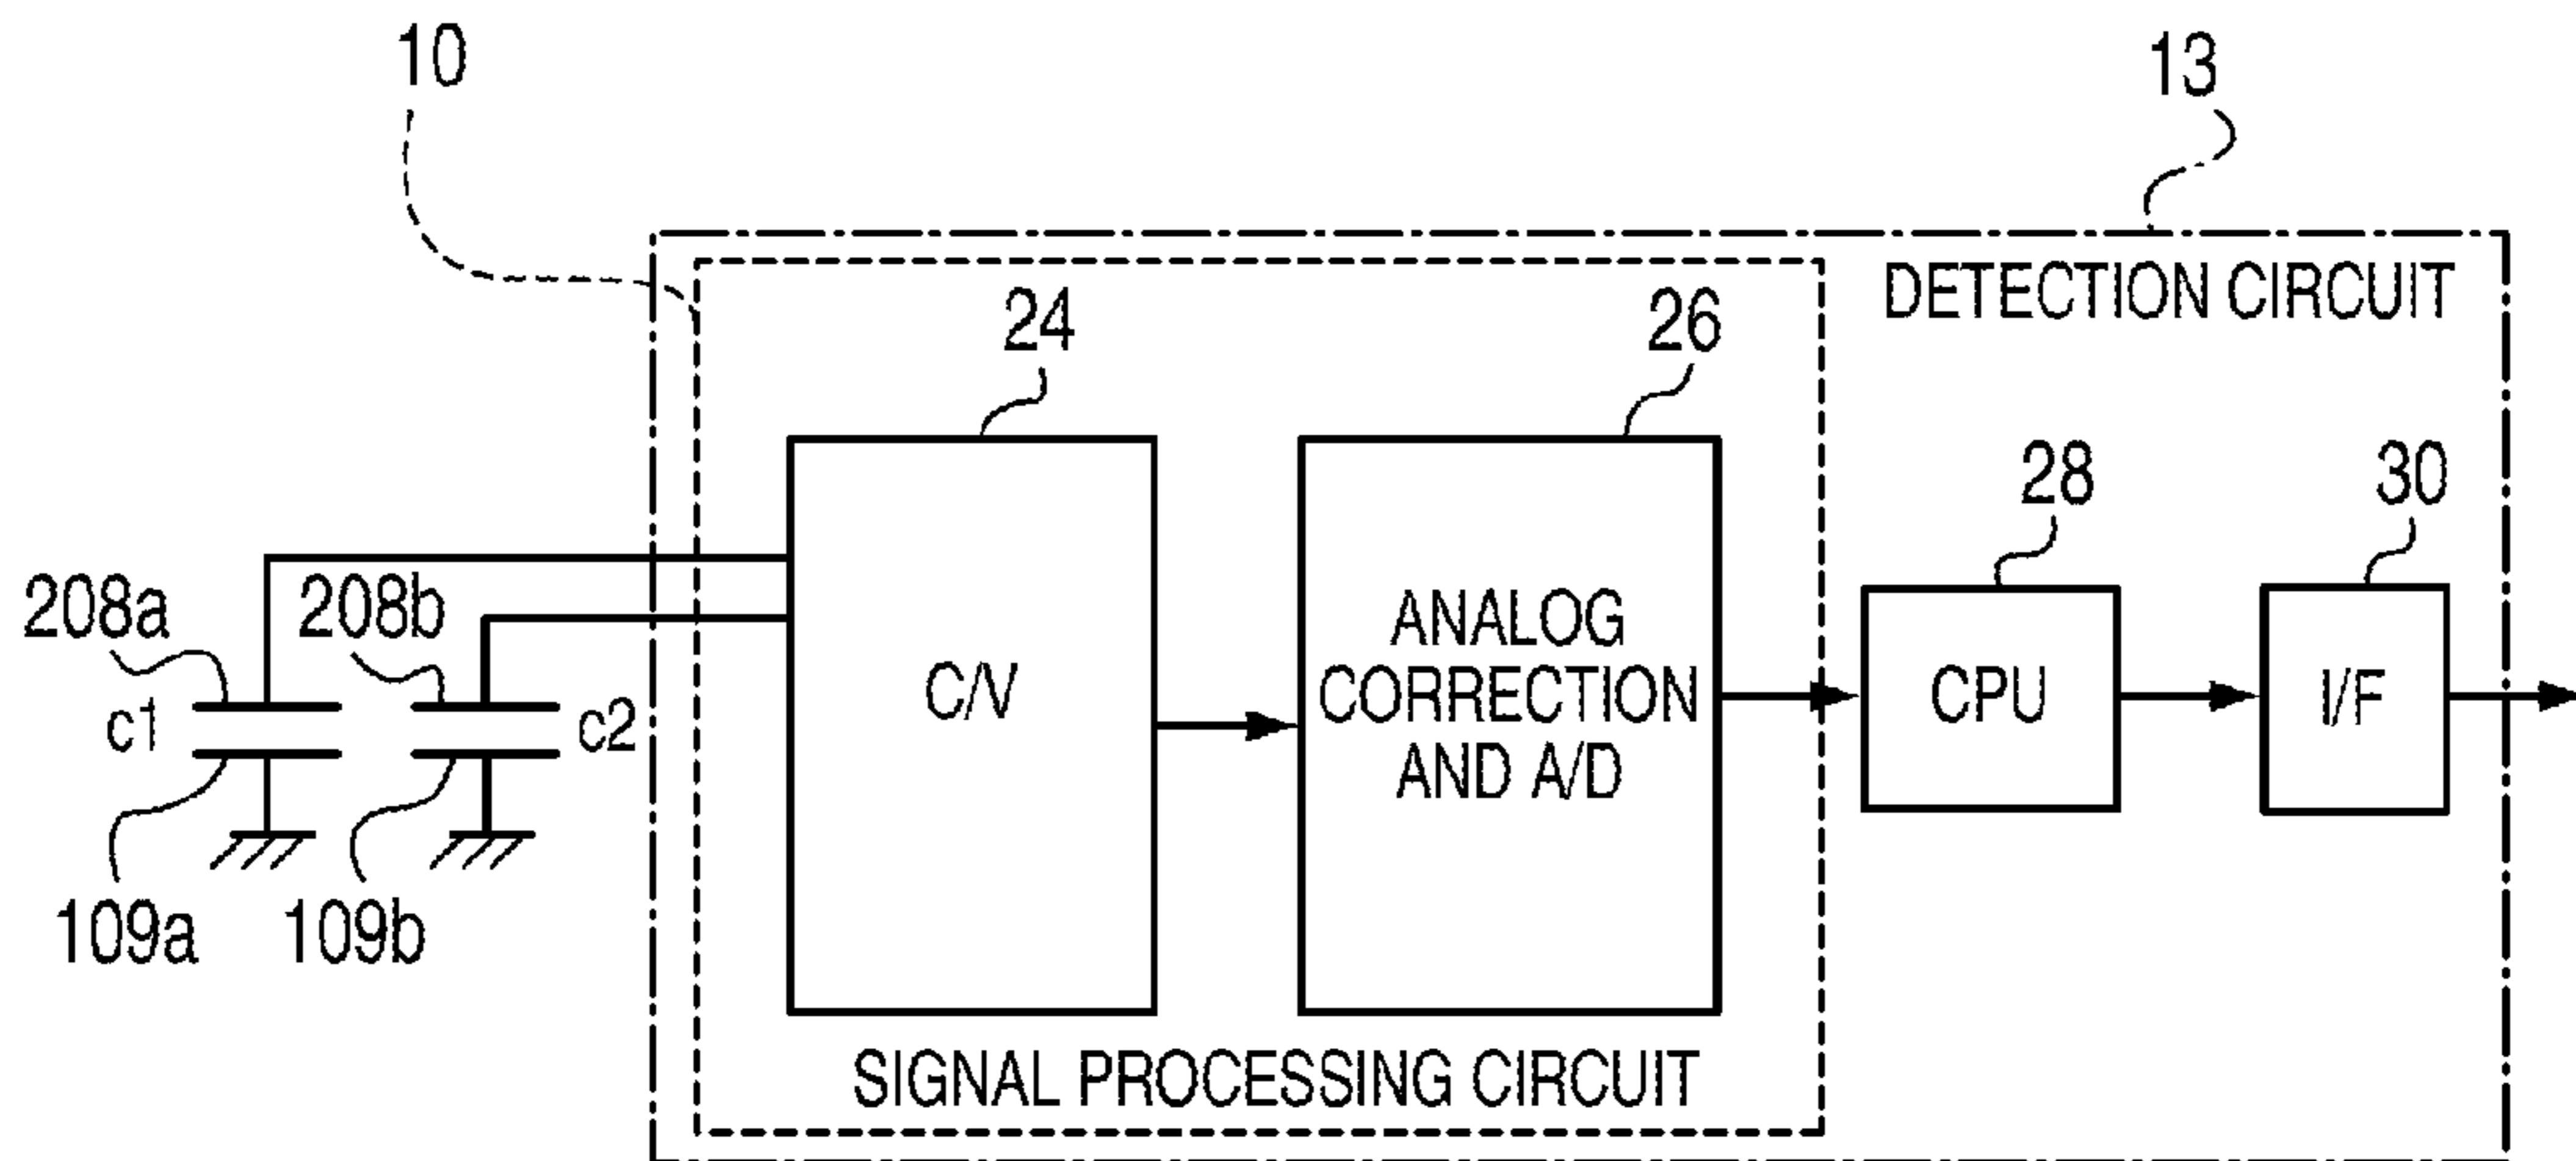 10
13
DETECTION CIRCUIT
24
26
28
30
208a
208b
C/V
ANALOG
CORRECTION
AND A/D
CPU
I/F
c1
c2
109a
109b
SIGNAL PROCESSING CIRCUIT